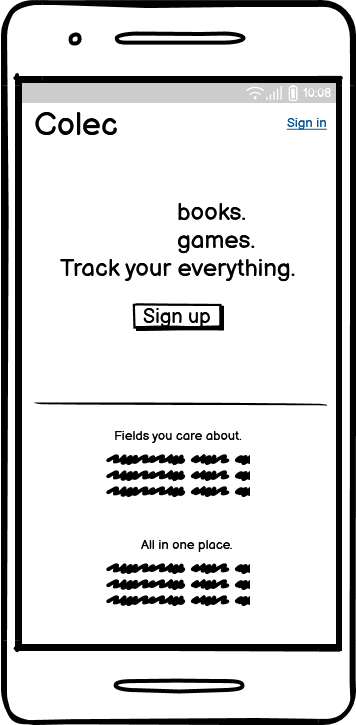 10:08
Colec
Sign in
books.
games.
Track your everything.
Sign up
Fields you care about.
All in one place.